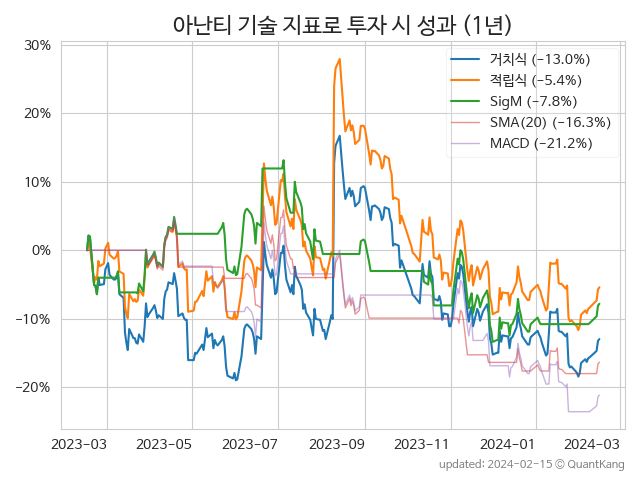 아난티 기술 지표로 투자 시 성과 (1년)
30%
20%
10%
0%
−10%
−20%
거치식 (−13.0%)
적립식 (−5.4%)
SigM (−7.8%)
SMA(20) (−16.3%)
MACD (−21.2%)
2023-03 2023-05 2023-07 2023-09 2023-11 2024-01 2024-03
updated: 2024-02-15 ⓒ QuantKang